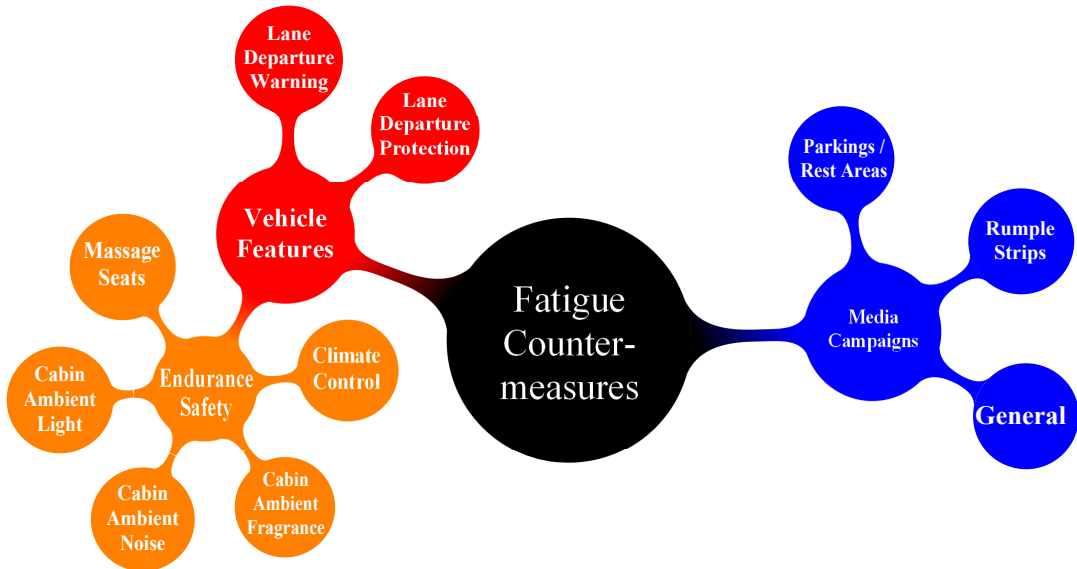 Lane
Departure
Warning
Lane
Departure
Protection
Vehicle
Features
Massage
Seats
Climate
Control
Endurance
Safety
Cabin
Ambient
Light
Cabin
Ambient
Noise
Cabin
Ambient
Fragrance
Fatigue
Counter-
measures
Parkings /
Rest Areas
Rumple
Strips
Media
Campaigns
General